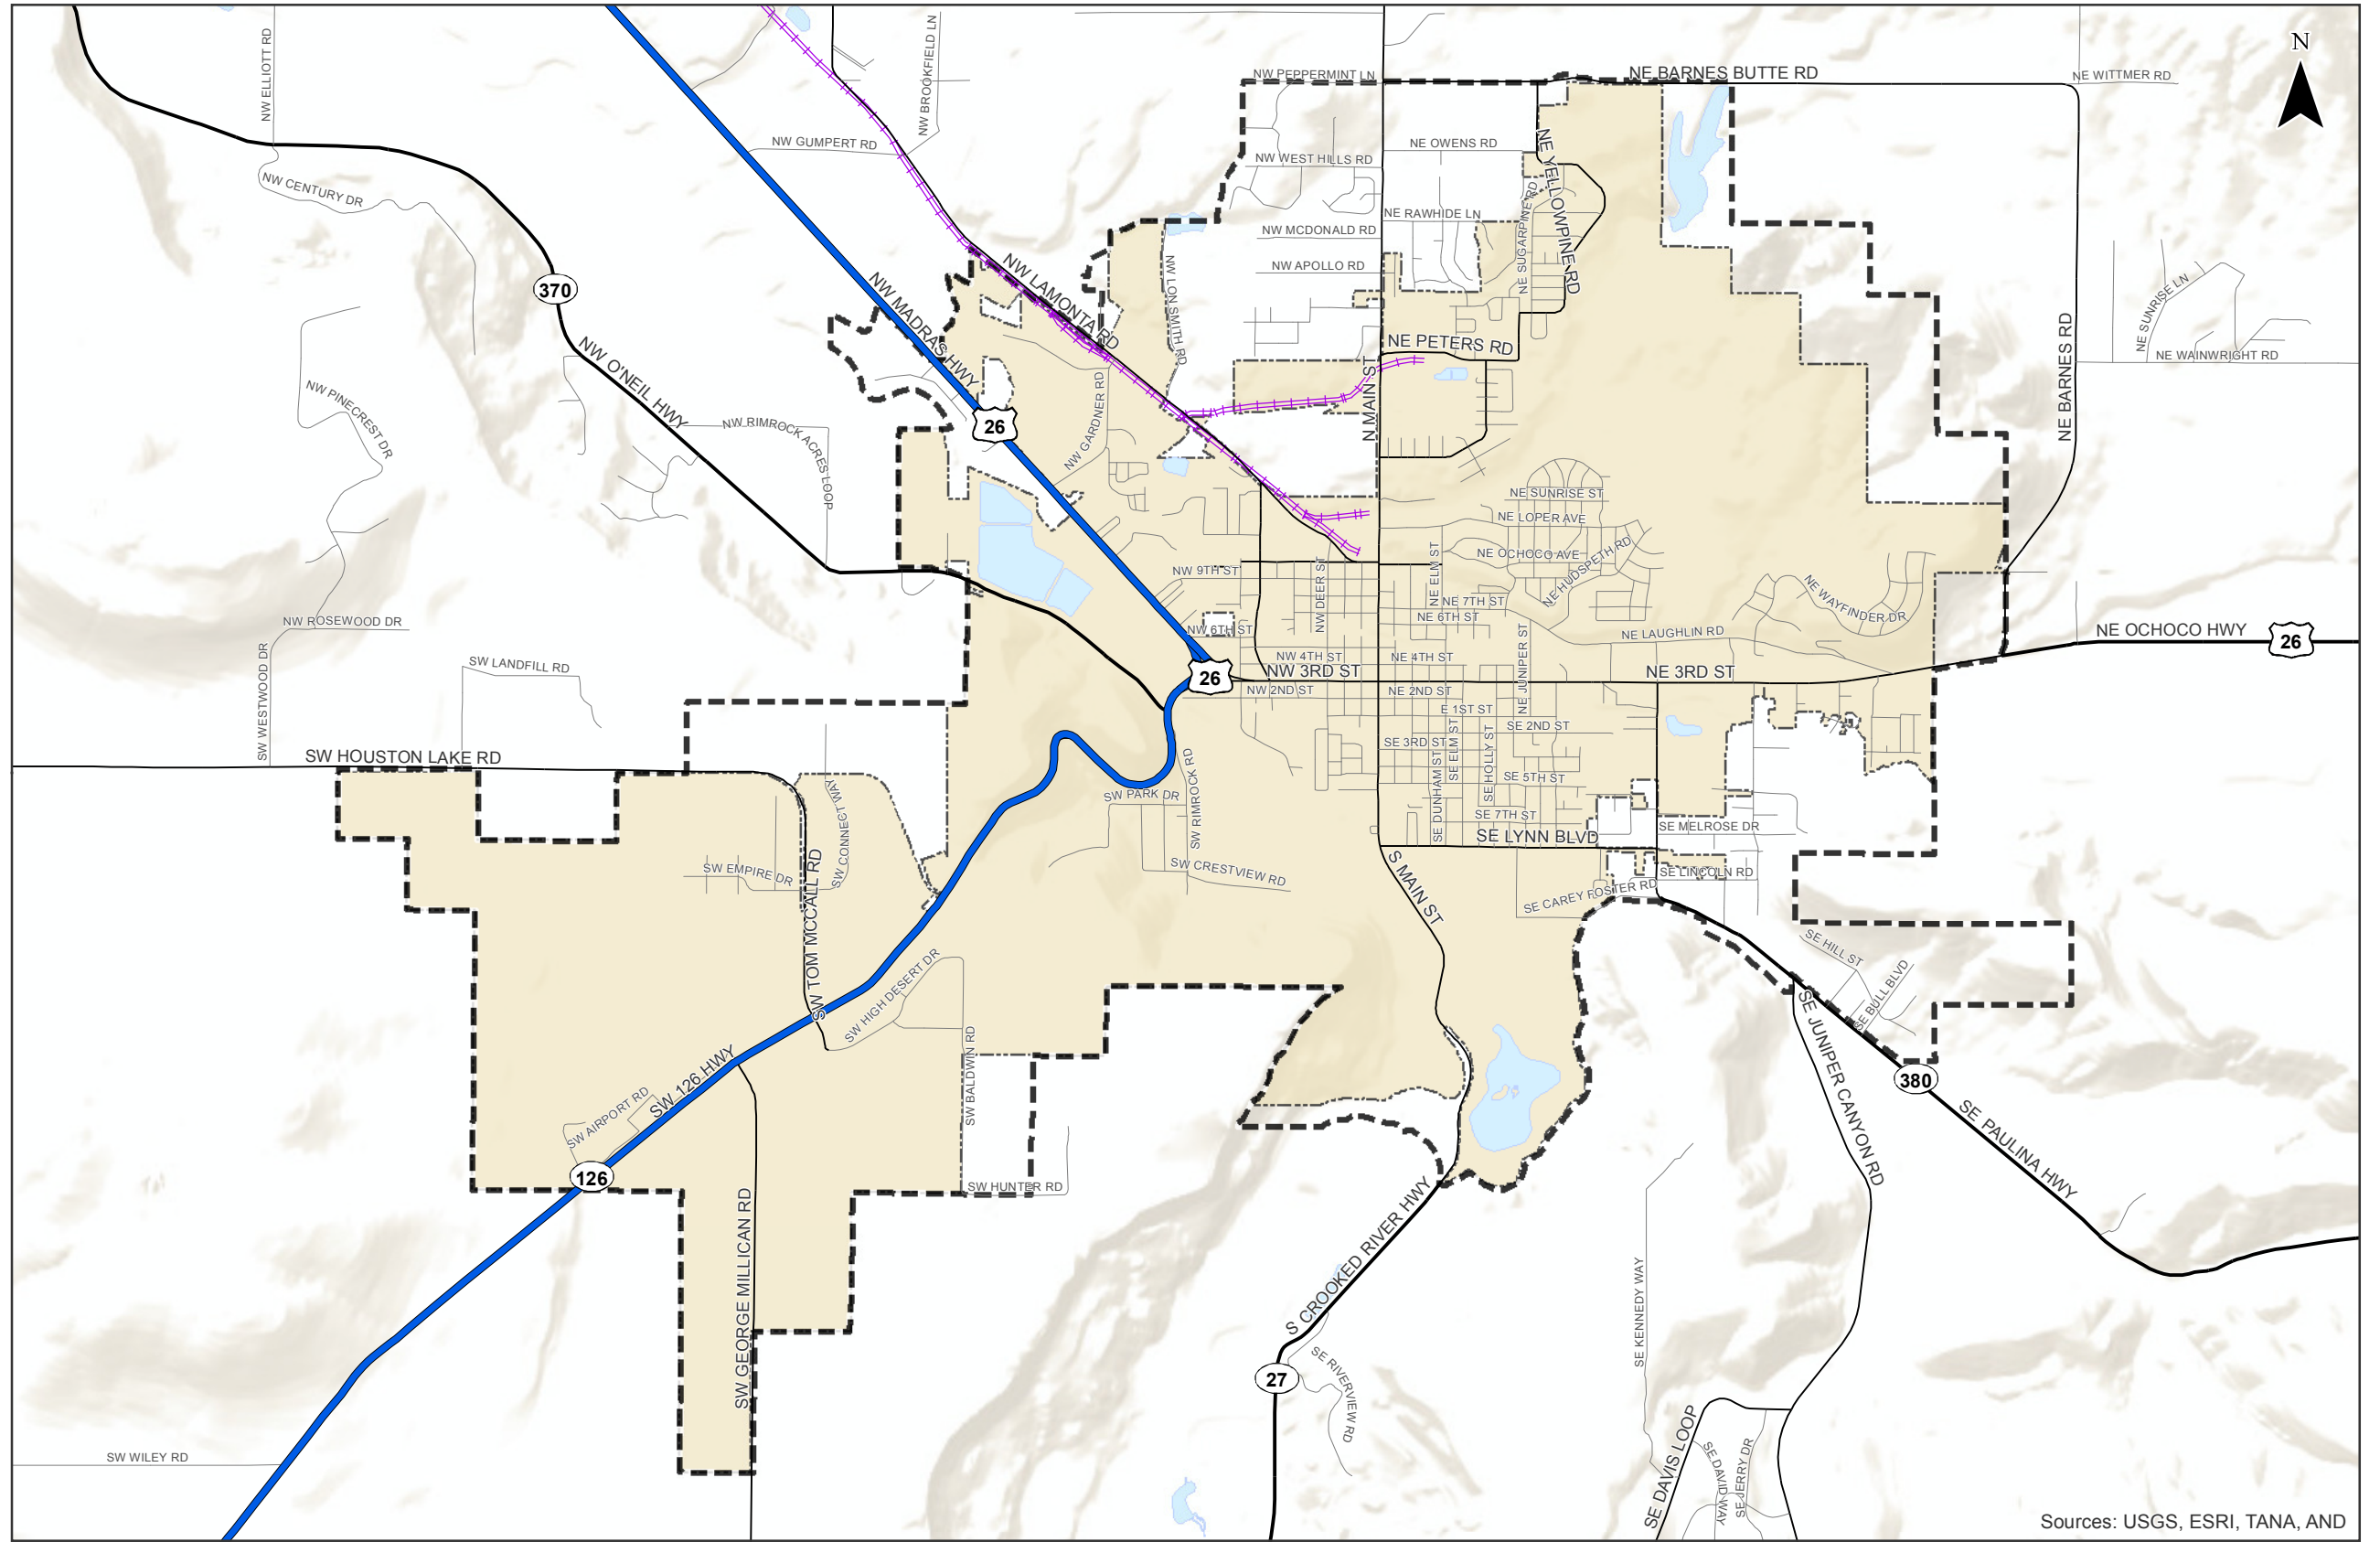 N
NW ELLIOTT RD
NW BROOKFIELD LN
NW PEPPERMINT LN
NE BARNES BUTTE RD
NE WITTMER RD
NW GUMPERT RD
NW WEST HILLS RD
NE OWENS RD
NE YELLOWPINE RD
NW CENTURY DR
NE RAWHIDE LN
NE SUGARPINE RD
NW MCDONALD RD
NW APOLLO RD
370
NW LAMONTA RD
NW MADRAS HWY
NW LON SMITH RD
NE SUNRISE LN
NE WAINWRIGHT RD
NE BARNES RD
NW O'NEIL HWY
NE PETERS RD
N MAIN ST
NW PINECREST DR
NW RIMROCK ACRES LOOP
26
NW GARDNER RD
NE SUNRISE ST
NE LOPER AVE
NE OCHOCO AVE
NE HUDSPETH RD
NE ELM ST
NW DEER ST
NW 9TH ST
NE 7TH ST
NE 6TH ST
NE WAYFINDER DR
NW ROSEWOOD DR
NW 6TH ST
NE LAUGHLIN RD
NE OCHOCO HWY
26
SW WESTWOOD DR
SW LANDFILL RD
NW 4TH ST
NE 4TH ST
NE JUNIPER ST
26
NW 3RD ST
NE 3RD ST
NW 2ND ST
NE 2ND ST
E 1ST ST
SE 2ND ST
SE 3RD ST
SE ELM ST
SE HOLLY ST
SE DUNHAM ST
SW HOUSTON LAKE RD
SE 5TH ST
SW PARK DR
SW RIMROCK RD
SW CONNECT WAY
SE 7TH ST
SE LYNN BLVD
SE MELROSE DR
SW EMPIRE DR
SW TOM MCCALL RD
SW CRESTVIEW RD
SE LINCOLN RD
SE CAREY FOSTER RD
S MAIN ST
SE HILL ST
SE BULL BLVD
SW HIGH DESERT DR
SW BALDWIN RD
SW 126 HWY
SW AIRPORT RD
126
SW HUNTER RD
SE JUNIPER CANYON RD
380
SE PAULINA HWY
SW GEORGE MILLICAN RD
S CROOKED RIVER HWY
SE KENNEDY WAY
27
SE RIVERVIEW RD
SE DAVIS LOOP
SE DAVID WAY
SE JERRY DR
SW WILEY RD
Sources: USGS, ESRI, TANA, AND